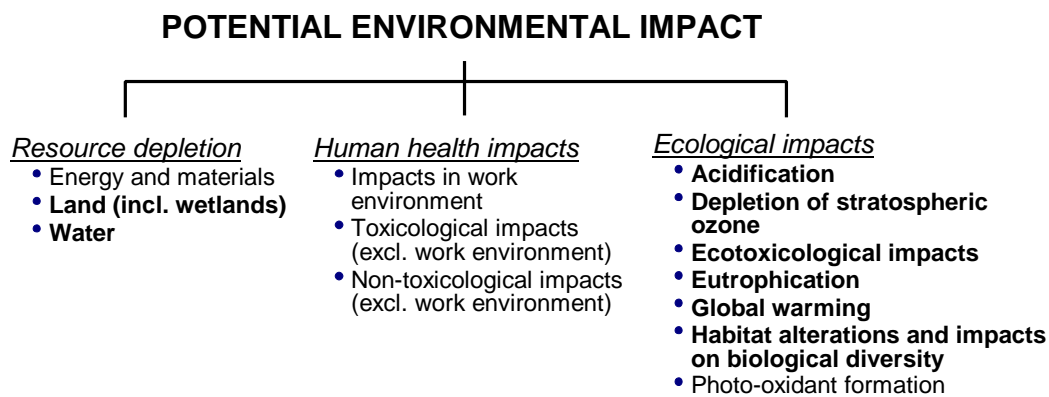 POTENTIAL ENVIRONMENTAL IMPACT
Resource depletion
• Energy and materials
• Land (incl. wetlands)
• Water
Human health impacts
• Impacts in work
environment
• Toxicological impacts
(excl. work environment)
• Non-toxicological impacts
(excl. work environment)
Ecological impacts
• Acidification
• Depletion of stratospheric
ozone
• Ecotoxicological impacts
• Eutrophication
• Global warming
• Habitat alterations and impacts
on biological diversity
• Photo-oxidant formation